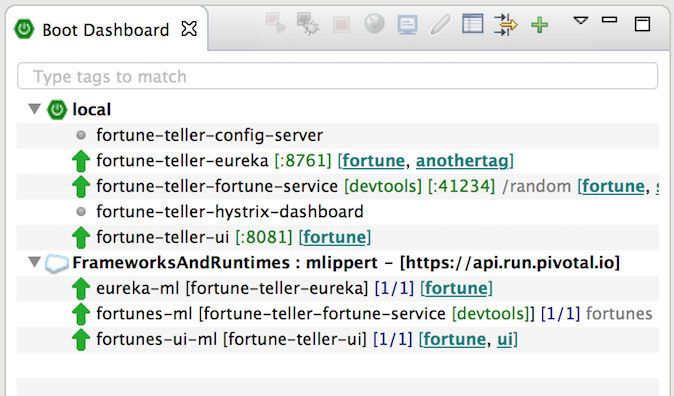 Boot Dashboard
Type tags to match
local
fortune-teller-config-server
fortune-teller-eureka [:8761] [fortune, anothertag]
fortune-teller-fortune-service [devtools] [:41234] /random [fortune,
fortune-teller-hystrix-dashboard
fortune-teller-ui [:8081] [fortune]
FrameworksAndRuntimes : mlippert - [https://api.run.pivotal.io]
eureka-ml [fortune-teller-eureka] [1/1] [fortune]
fortunes-ml [fortune-teller-fortune-service [devtools]] [1/1] fortunes
fortunes-ui-ml [fortune-teller-ui] [1/1] [fortune, ui]